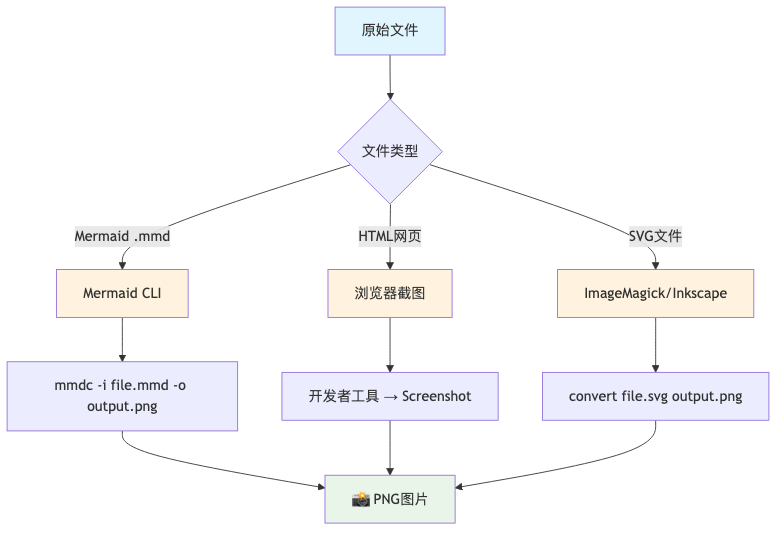 原始文件
文件类型
Mermaid .mmd
HTML网页
SVG文件
Mermaid CLI
浏览器截图
ImageMagick/Inkscape
mmdc -i file.mmd -o
output.png
开发者工具 → Screenshot
convert file.svg output.png
📸 PNG图片